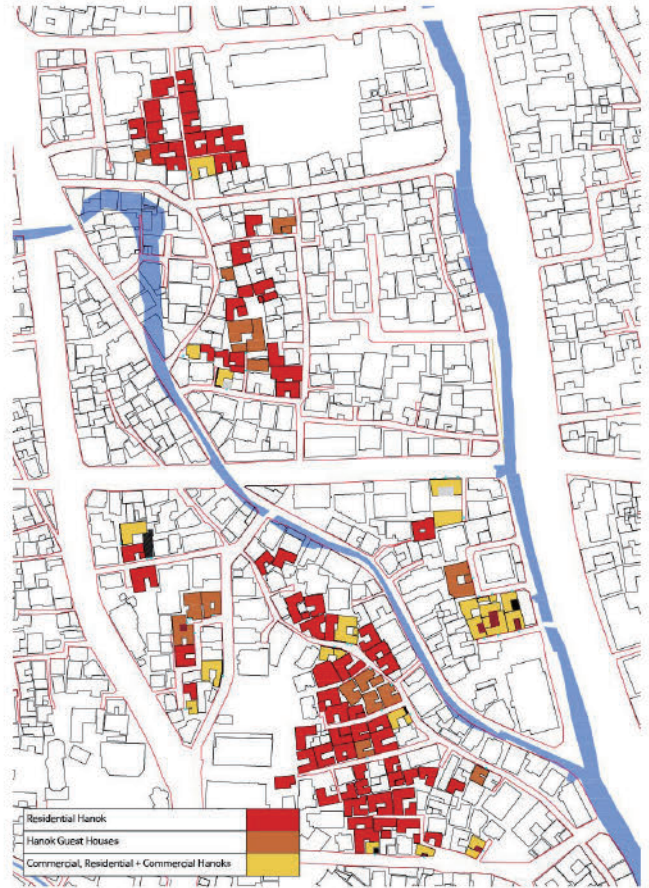 Residential Hanok
Hanok Guest Houses
Commercial, Residential + Commercial Hanoks